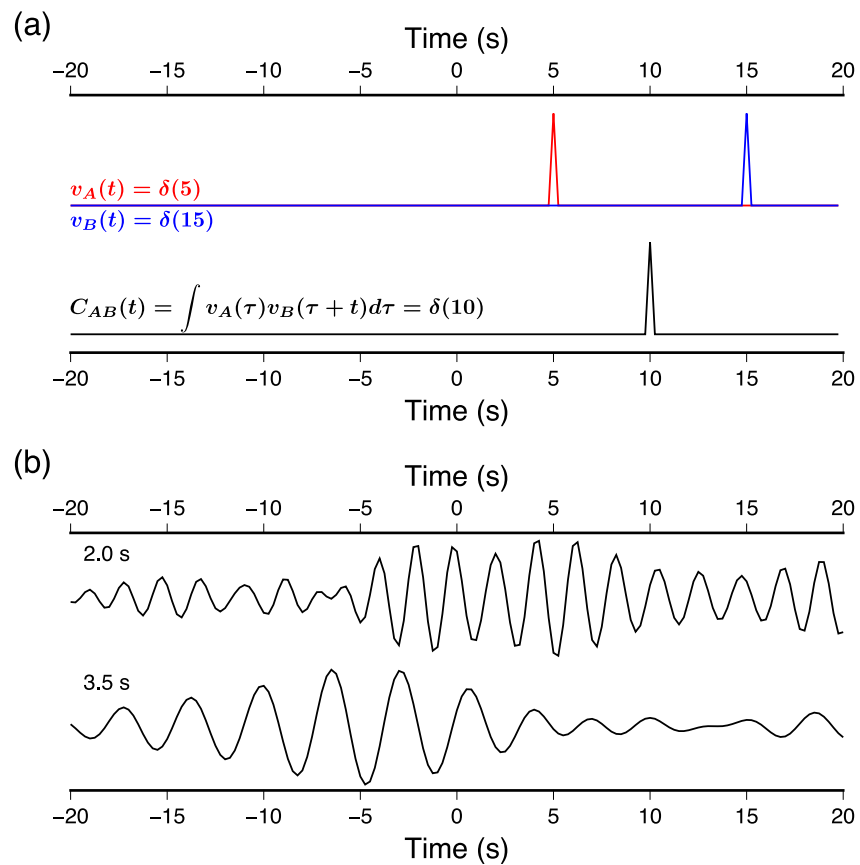 (a)
Time (s)
−20 −15 −10 −5 0 5 10 15 20
v_A(t) = δ(5)
v_B(t) = δ(15)
C_{AB}(t) = ∫ v_A(τ)v_B(τ + t)dτ = δ(10)
−20 −15 −10 −5 0 5 10 15 20
Time (s)
(b)
Time (s)
−20 −15 −10 −5 0 5 10 15 20
2.0 s
3.5 s
−20 −15 −10 −5 0 5 10 15 20
Time (s)